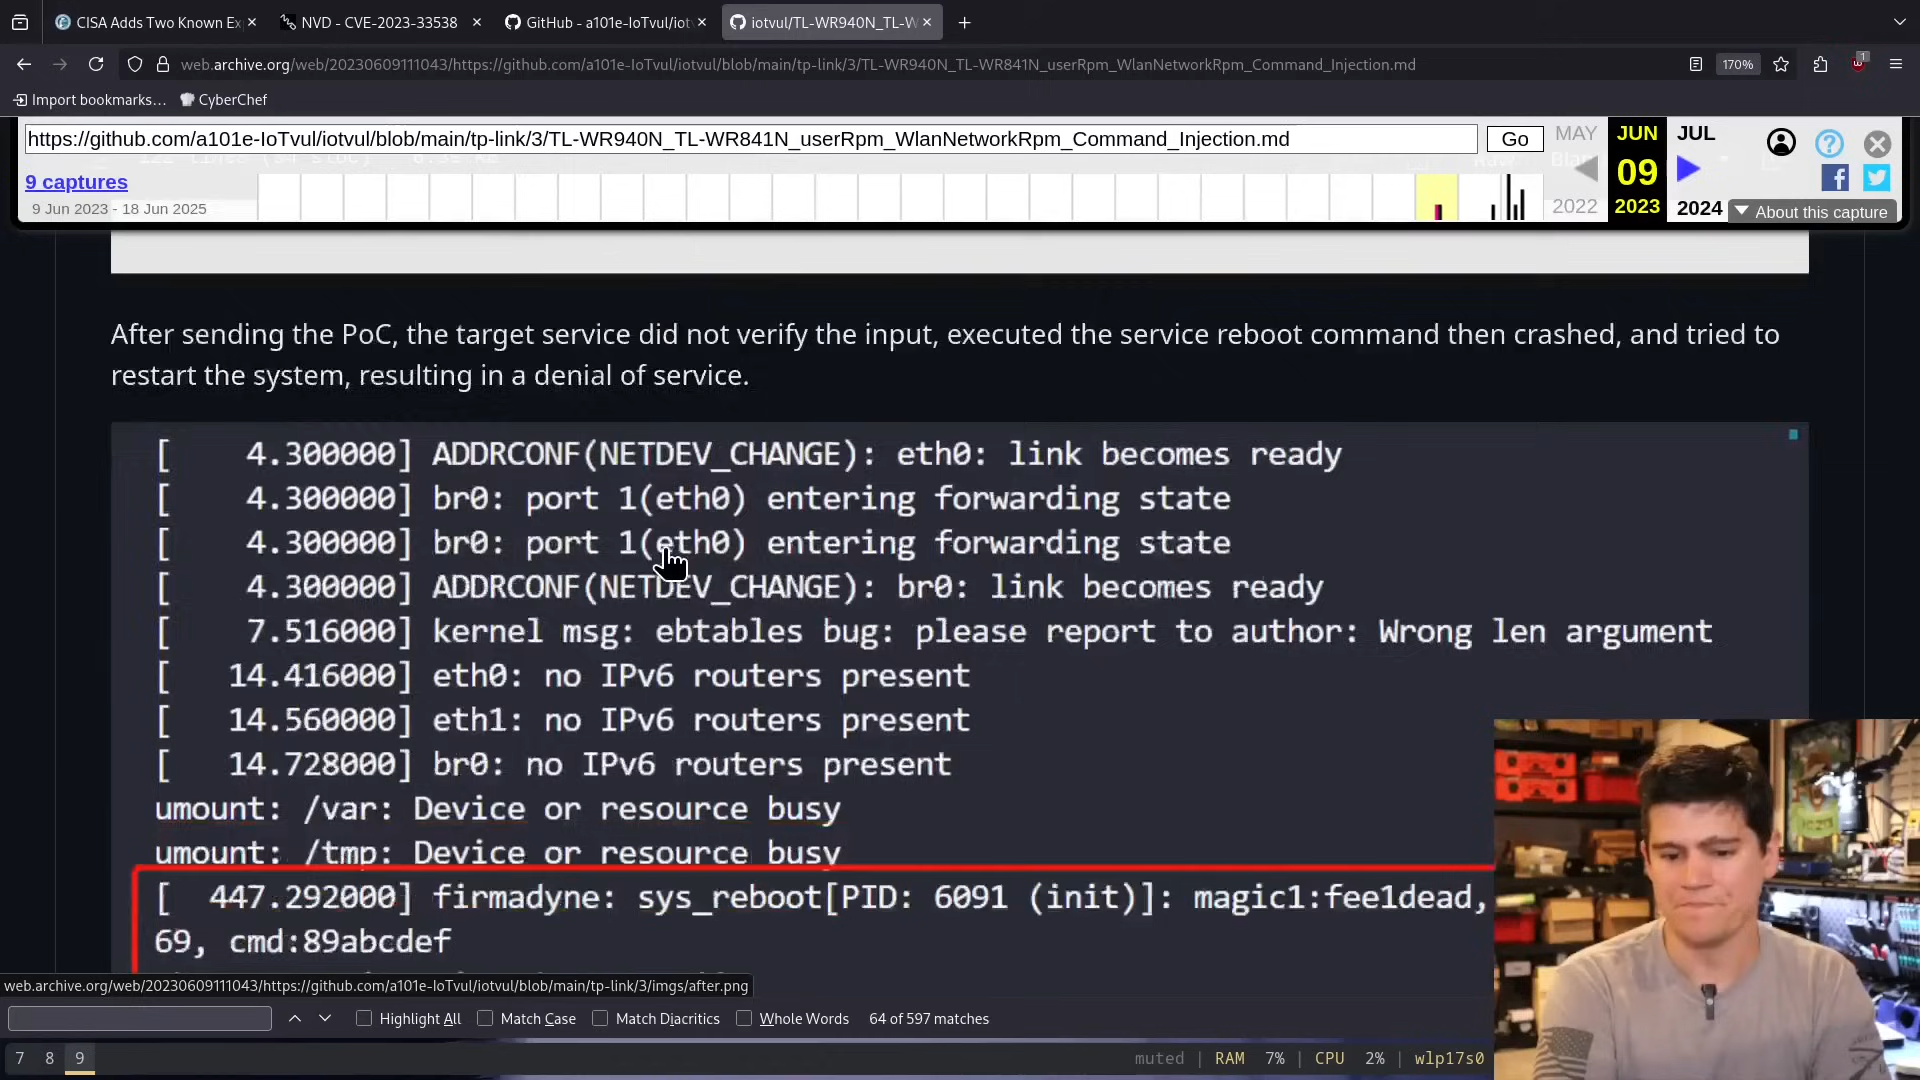 CISA Adds Two Known Ex
NVD - CVE-2023-33538
GitHub - a101e-IoTvul/iot
iotvul/TL-WR940N_TL-W
web.archive.org/web/20230609111043/https://github.com/a101e-IoTvul/iotvul/blob/main/tp-link/3/TL-WR940N_TL-WR841N_userRpm_WlanNetworkRpm_Command_Injection.md
170%
1
Import bookmarks...
CyberChef
https://github.com/a101e-IoTvul/iotvul/blob/main/tp-link/3/TL-WR940N_TL-WR841N_userRpm_WlanNetworkRpm_Command_Injection.md
Go
MAY
JUN
JUL
9 captures
09
9 Jun 2023 - 18 Jun 2025
2022
2023
2024
About this capture
After sending the PoC, the target service did not verify the input, executed the service reboot command then crashed, and tried to
restart the system, resulting in a denial of service.
[ 4.300000] ADDRCONF(NETDEV_CHANGE): eth0: link becomes ready
[ 4.300000] br0: port 1(eth0) entering forwarding state
[ 4.300000] br0: port 1(eth0) entering forwarding state
[ 4.300000] ADDRCONF(NETDEV_CHANGE): br0: link becomes ready
[ 7.516000] kernel msg: ebtables bug: please report to author: Wrong len argument
[ 14.416000] eth0: no IPv6 routers present
[ 14.560000] eth1: no IPv6 routers present
[ 14.728000] br0: no IPv6 routers present
umount: /var: Device or resource busy
umount: /tmp: Device or resource busy
[ 447.292000] firmadyne: sys_reboot[PID: 6091 (init)]: magic1:fee1dead,
69, cmd:89abcdef
web.archive.org/web/20230609111043/https://github.com/a101e-IoTvul/iotvul/blob/main/tp-link/3/imgs/after.png
Highlight All
Match Case
Match Diacritics
Whole Words
64 of 597 matches
7 8 9
muted | RAM 7% | CPU 2% | wlp17s0